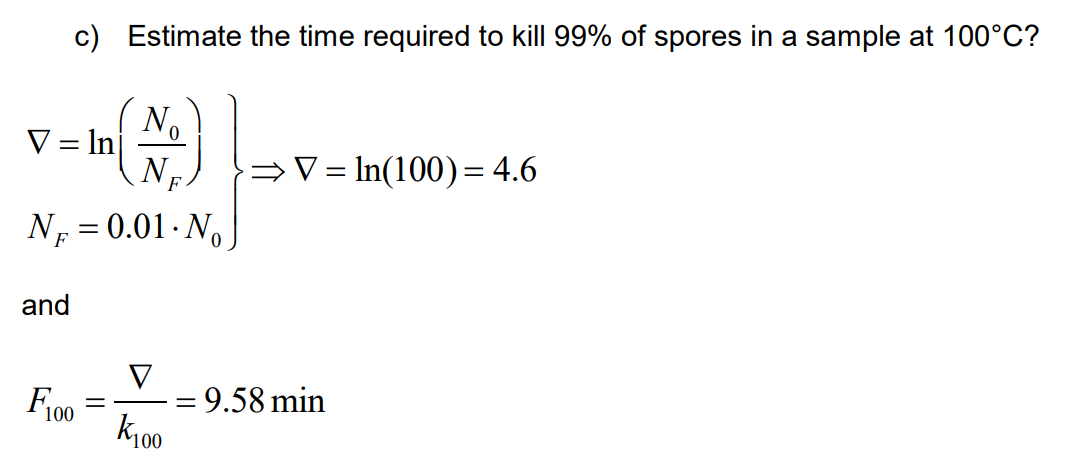 c) Estimate the time required to kill 99% of spores in a sample at 100°C?
∇ = ln(N₀/N_F)
N_F = 0.01·N₀ } ⇒ ∇ = ln(100) = 4.6
and
F₁₀₀ = ∇/k₁₀₀ = 9.58 min